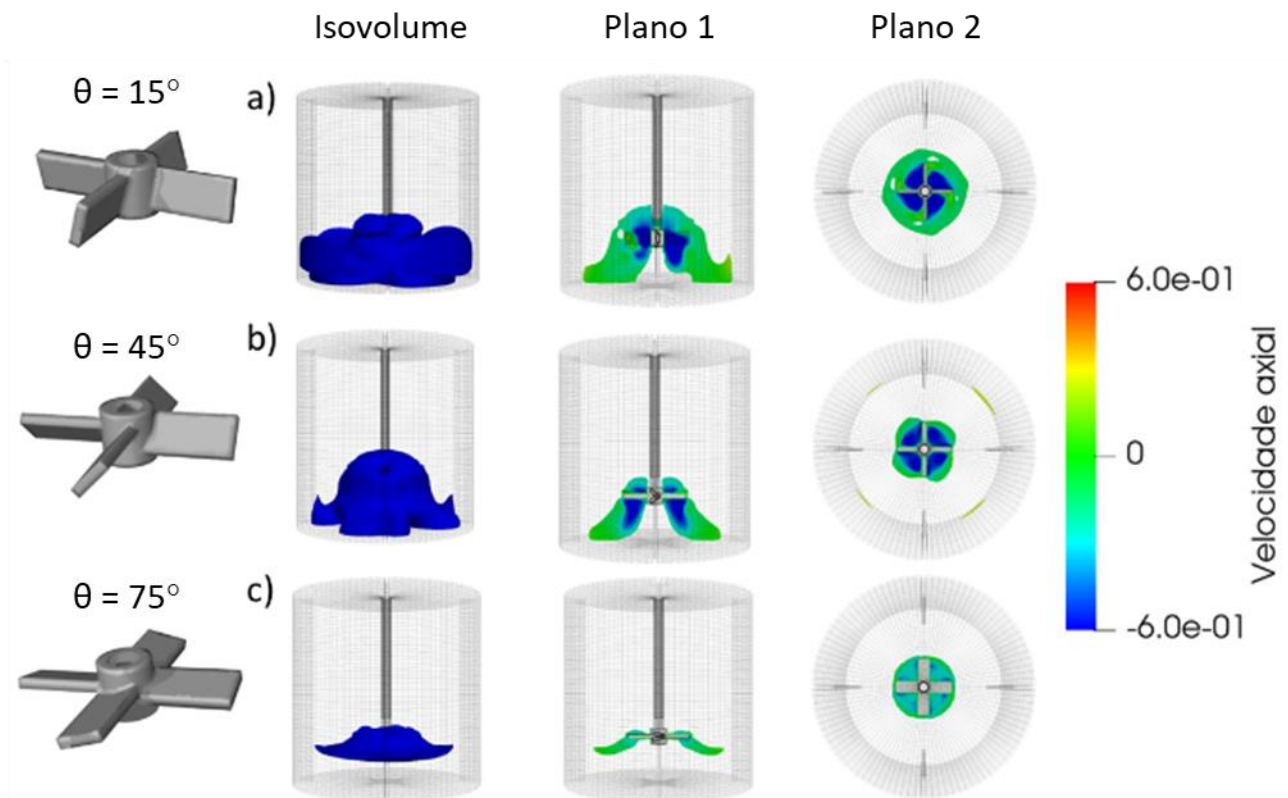 Isovolume Plano 1 Plano 2
θ = 15°
a)
θ = 45°
b)
θ = 75°
c)
6.0e-01
0
-6.0e-01
Velocidade axial